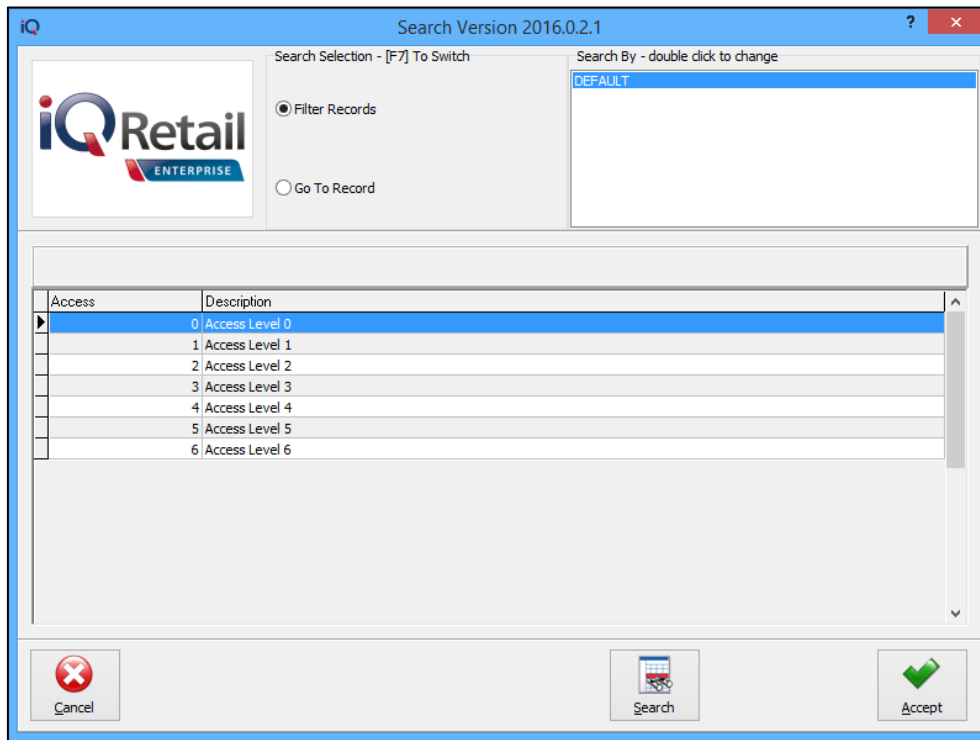 iQ
Search Version 2016.0.2.1
?
Search Selection - [F7] To Switch
Search By - double click to change
iQ Retail
ENTERPRISE
Filter Records
Go To Record
DEFAULT
Access Description
0 Access Level 0
1 Access Level 1
2 Access Level 2
3 Access Level 3
4 Access Level 4
5 Access Level 5
6 Access Level 6
Cancel
Search
Accept